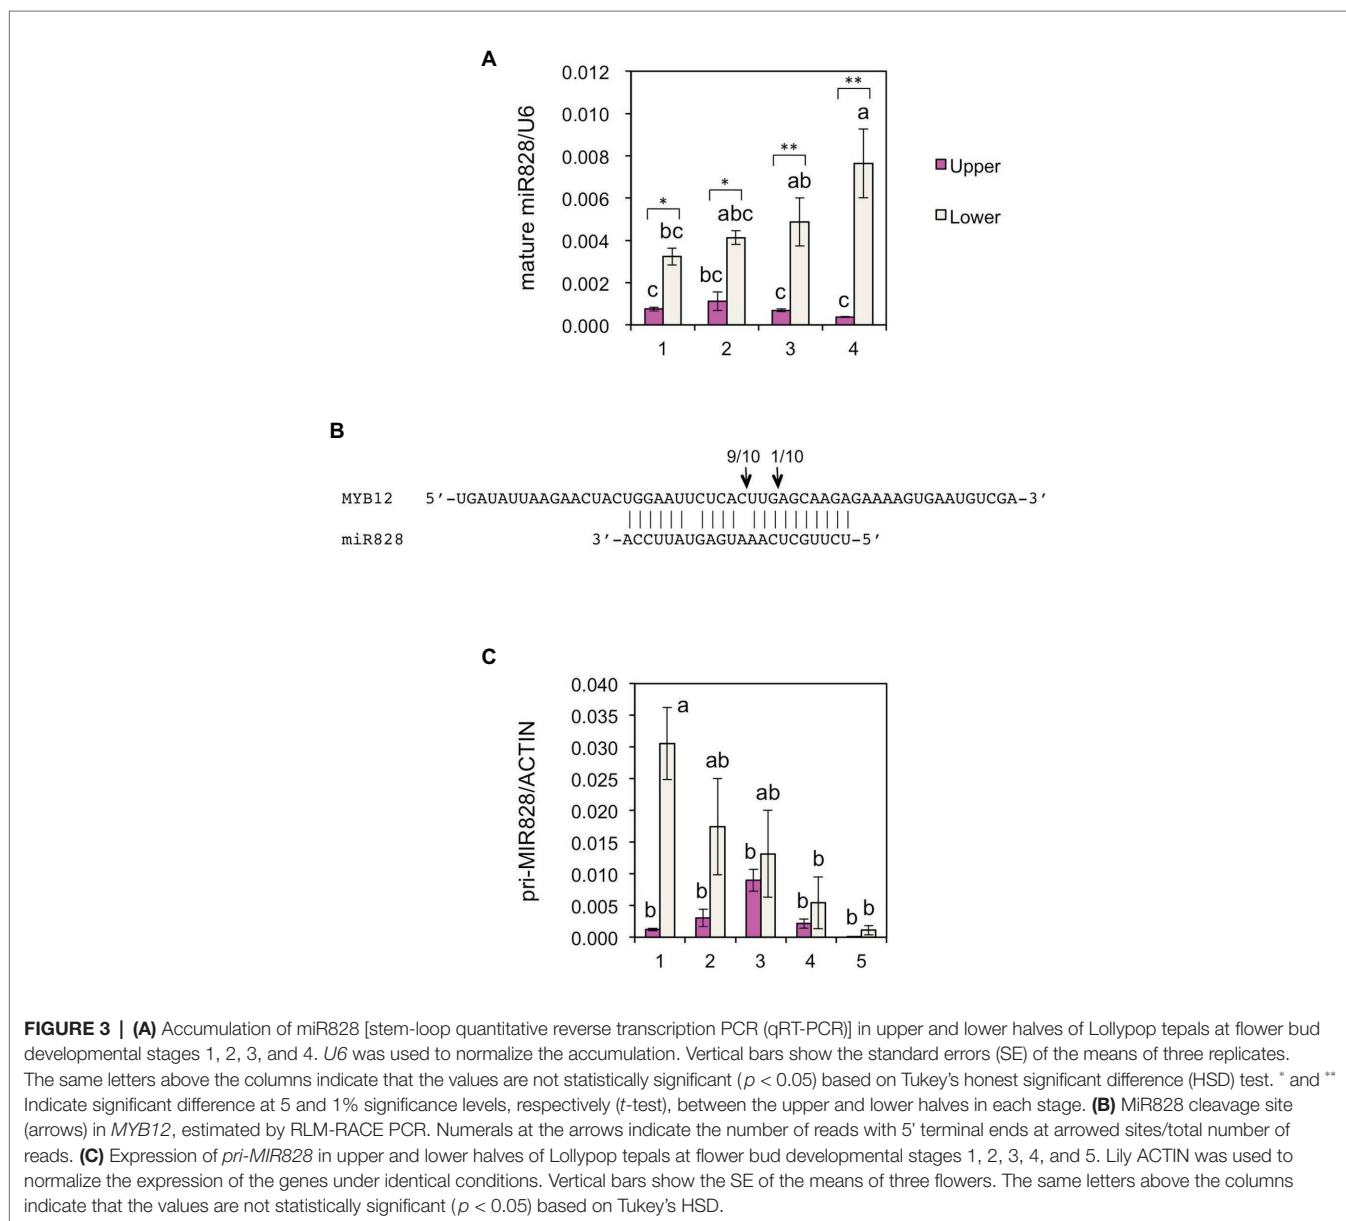 A
mature miR828/U6
0.012
0.010
0.008
0.006
0.004
0.002
0.000
*
*
**
**
c
bc
bc
abc
c
ab
c
a
1 2 3 4
Upper
Lower
B
9/10 1/10
MYB12 5′-UGAUAUUAAGAACUACUGGAAUUCUCACUUGAGCAAGAGAAAAGUGAAUGUCGA-3′
miR828 3′-ACCUUAUGAGUAAACUCGUUCU-5′
C
pri-MIR828/ACTIN
0.040
0.035
0.030
0.025
0.020
0.015
0.010
0.005
0.000
b
a
b
ab
b
ab
b
b
b
b
1 2 3 4 5
FIGURE 3 | (A) Accumulation of miR828 [stem-loop quantitative reverse transcription PCR (qRT-PCR)] in upper and lower halves of Lollypop tepals at flower bud
developmental stages 1, 2, 3, and 4. U6 was used to normalize the accumulation. Vertical bars show the standard errors (SE) of the means of three replicates.
The same letters above the columns indicate that the values are not statistically significant (p < 0.05) based on Tukey's honest significant difference (HSD) test. * and **
Indicate significant difference at 5 and 1% significance levels, respectively (t-test), between the upper and lower halves in each stage. (B) MiR828 cleavage site
(arrows) in MYB12, estimated by RLM-RACE PCR. Numerals at the arrows indicate the number of reads with 5' terminal ends at arrowed sites/total number of
reads. (C) Expression of pri-MIR828 in upper and lower halves of Lollypop tepals at flower bud developmental stages 1, 2, 3, 4, and 5. Lily ACTIN was used to
normalize the expression of the genes under identical conditions. Vertical bars show the SE of the means of three flowers. The same letters above the columns
indicate that the values are not statistically significant (p < 0.05) based on Tukey's HSD.